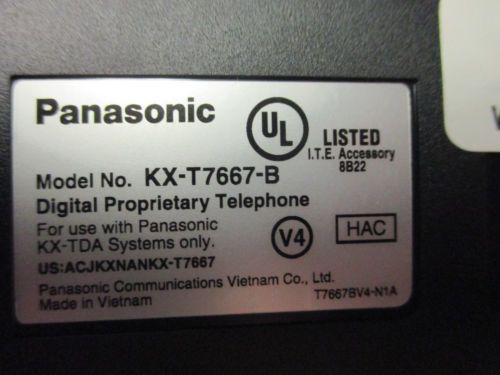 Panasonic
UL
LISTED
I.T.E. Accessory
8B22
Model No. KX-T7667-B
Digital Proprietary Telephone
For use with Panasonic
KX-TDA Systems only.
V4
HAC
US:ACJKXNANKX-T7667
Panasonic Communications Vietnam Co., Ltd.
Made in Vietnam
T7667BV4-N1A